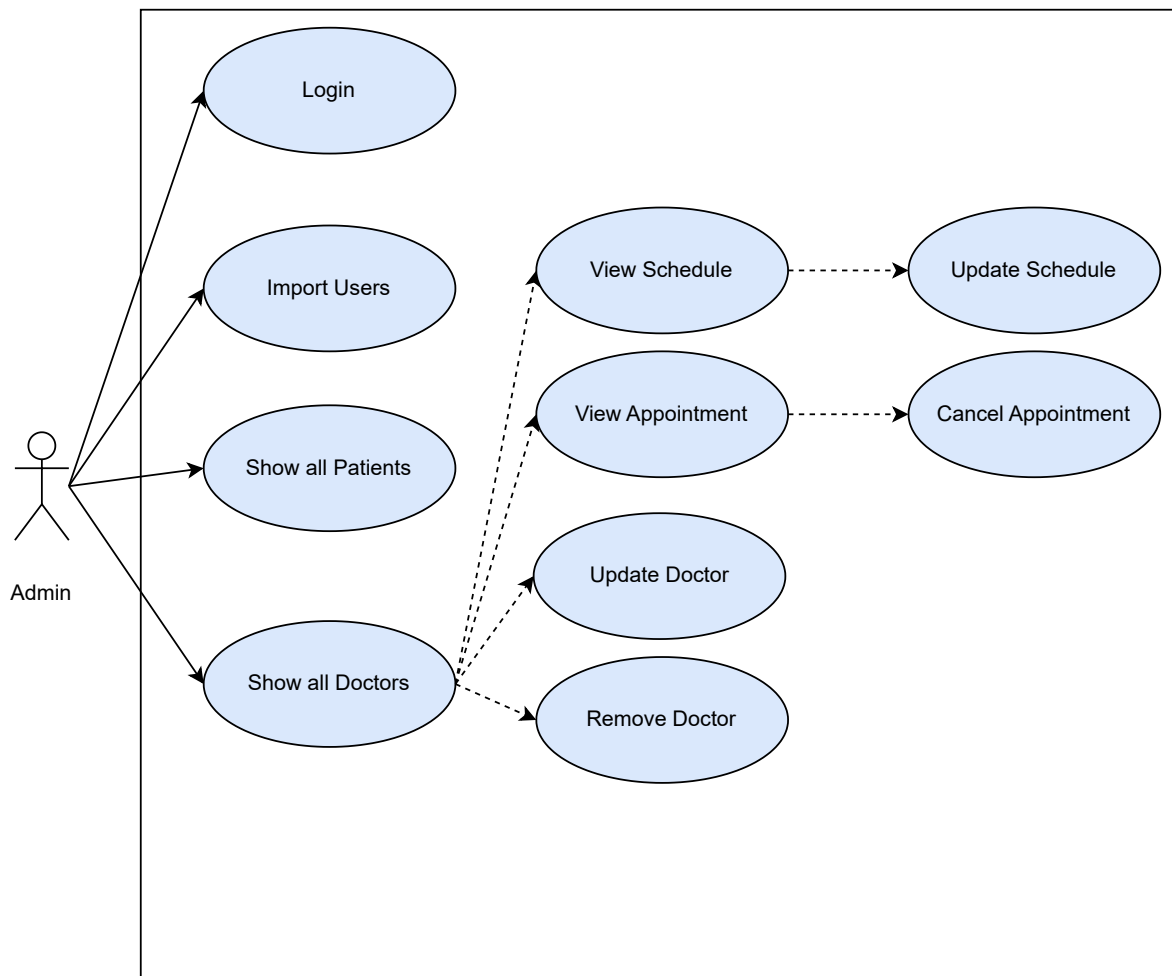 Login
Import Users
View Schedule
Update Schedule
View Appointment
Cancel Appointment
Show all Patients
Admin
Update Doctor
Show all Doctors
Remove Doctor